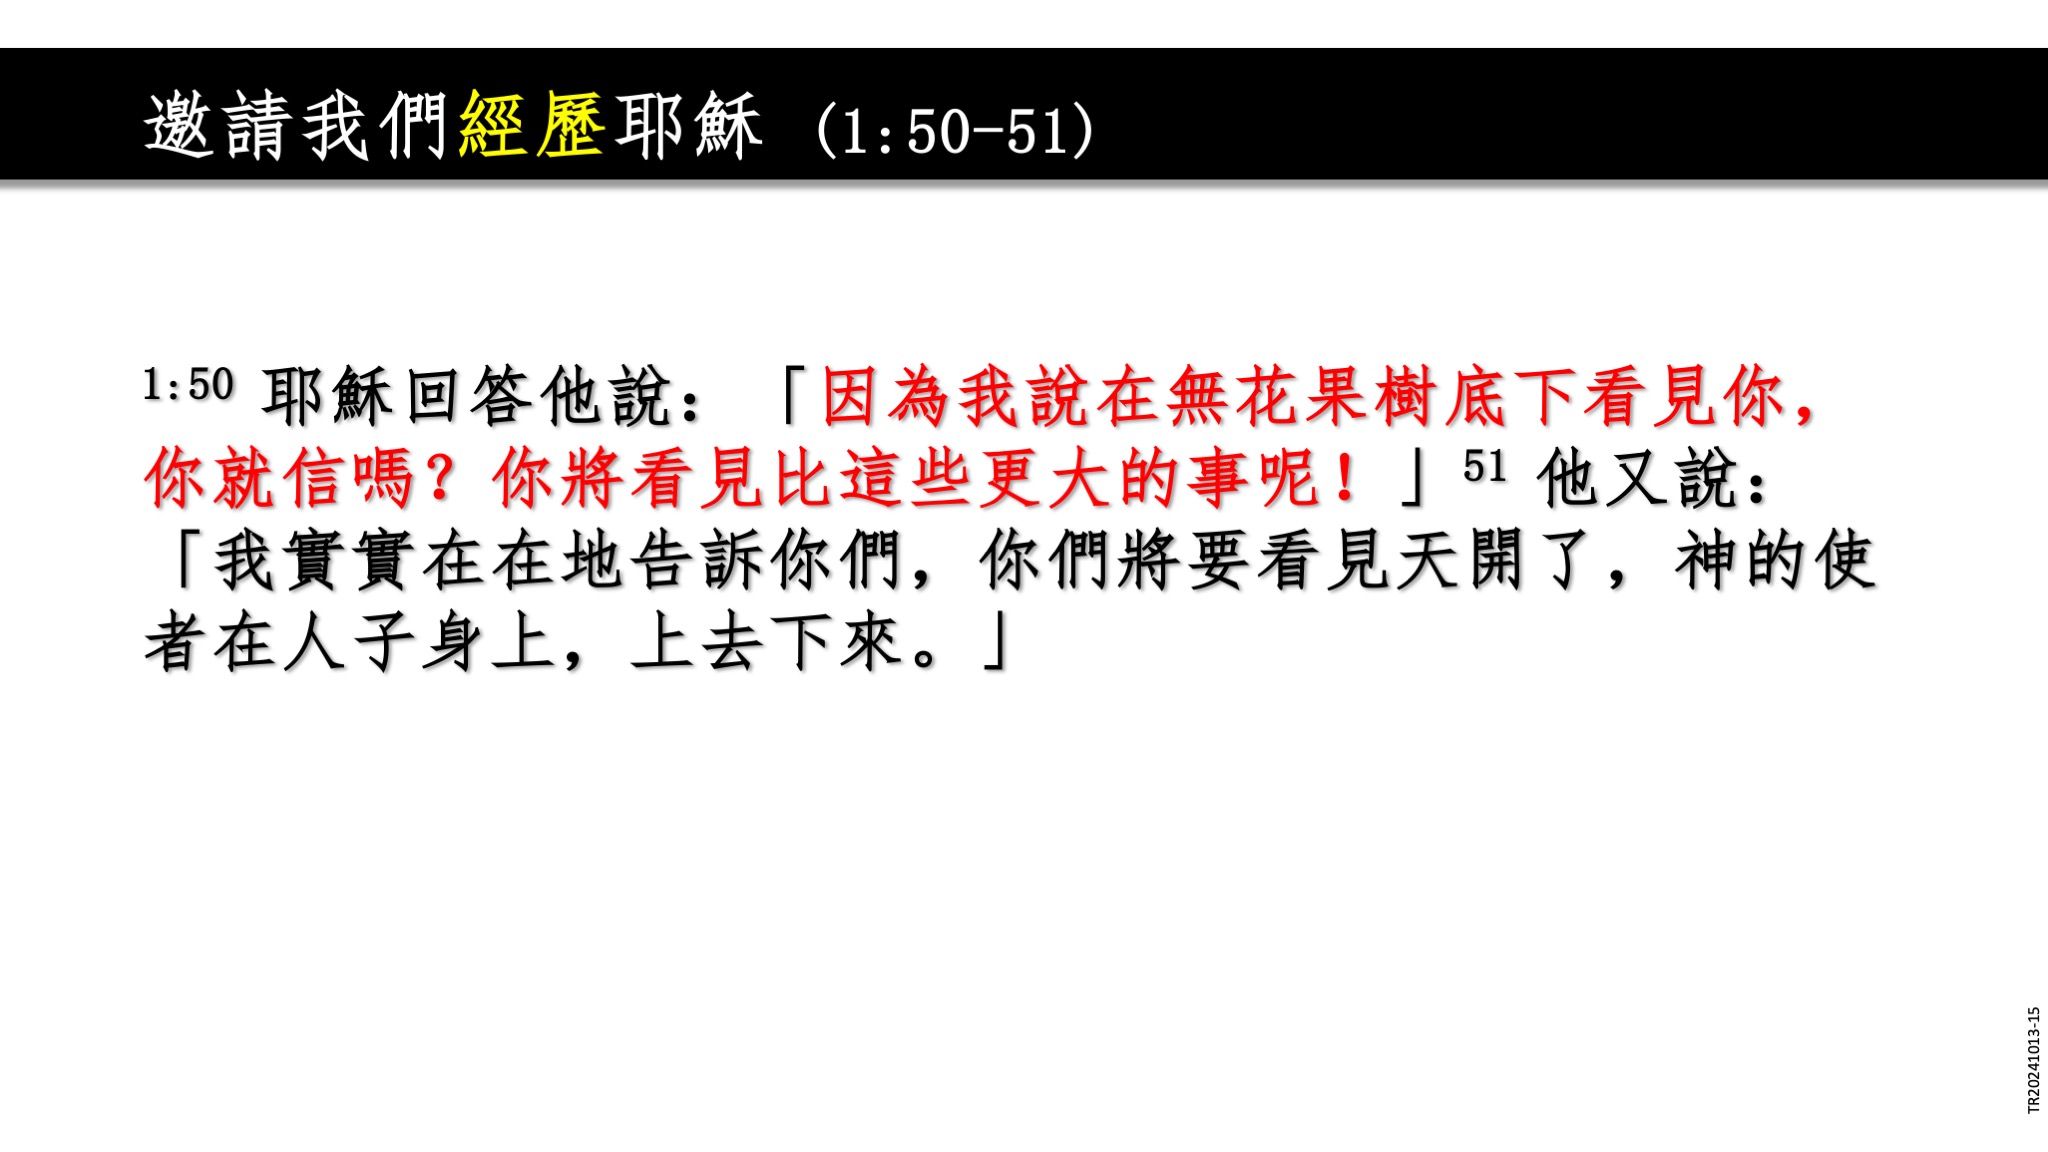 邀請我們經歷耶穌 (1:50-51)
1:50 耶穌回答他說：「因為我說在無花果樹底下看見你，
你就信嗎？你將看見比這些更大的事呢！」51 他又說：
「我實實在在地告訴你們，你們將要看見天開了，神的使
者在人子身上，上去下來。」
TR20241013-15